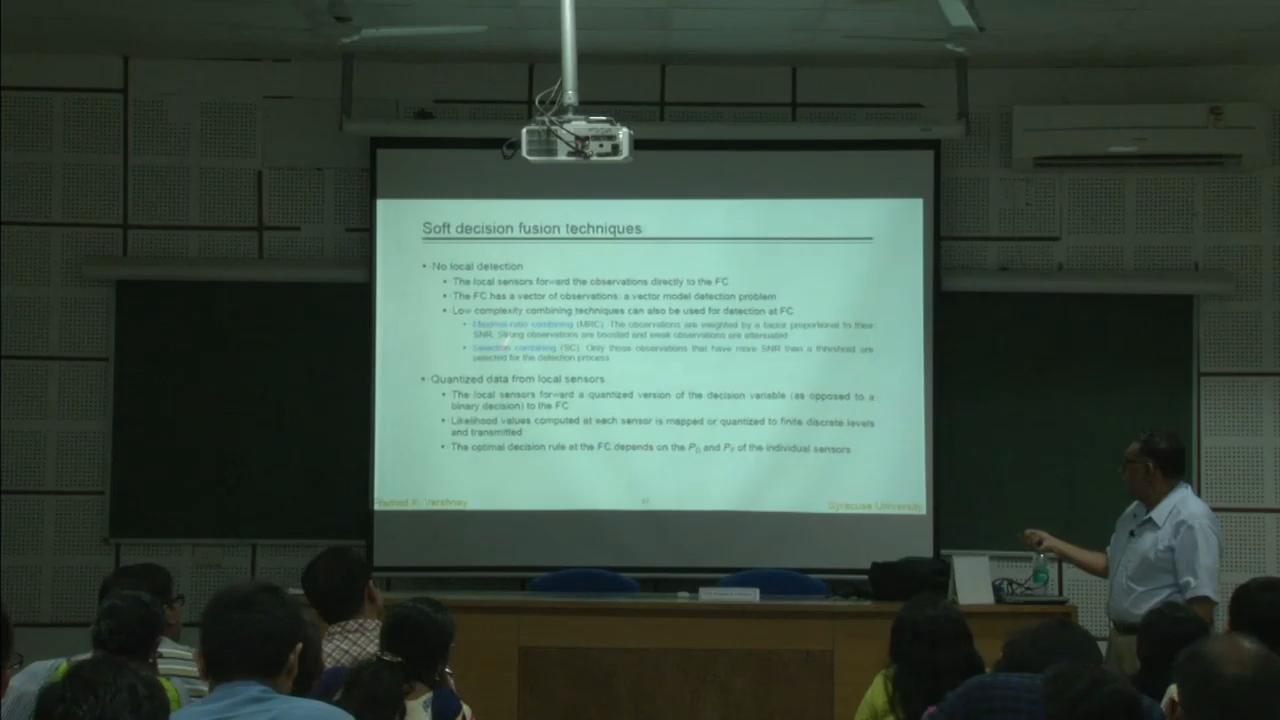 Soft decision fusion techniques
• No local detection
• The local sensors forward the observations directly to the FC
• The FC has a vector of observations: a vector model detection problem
• Low complexity combining techniques can also be used for detection at FC
• Maximal-ratio combining (MRC). The observations are weighted by a factor proportional to their
SNR. Strong observations are boosted and weak observations are attenuated
• Selection combining (SC). Only those observations that have more SNR than a threshold are
selected for the detection process
• Quantized data from local sensors
• The local sensors forward a quantized version of the decision variable (as opposed to a
binary decision) to the FC
• Likelihood values computed at each sensor is mapped or quantized to finite discrete levels
and transmitted
• The optimal decision rule at the FC depends on the P_D and P_F of the individual sensors
Pramod K. Varshney
Syracuse University